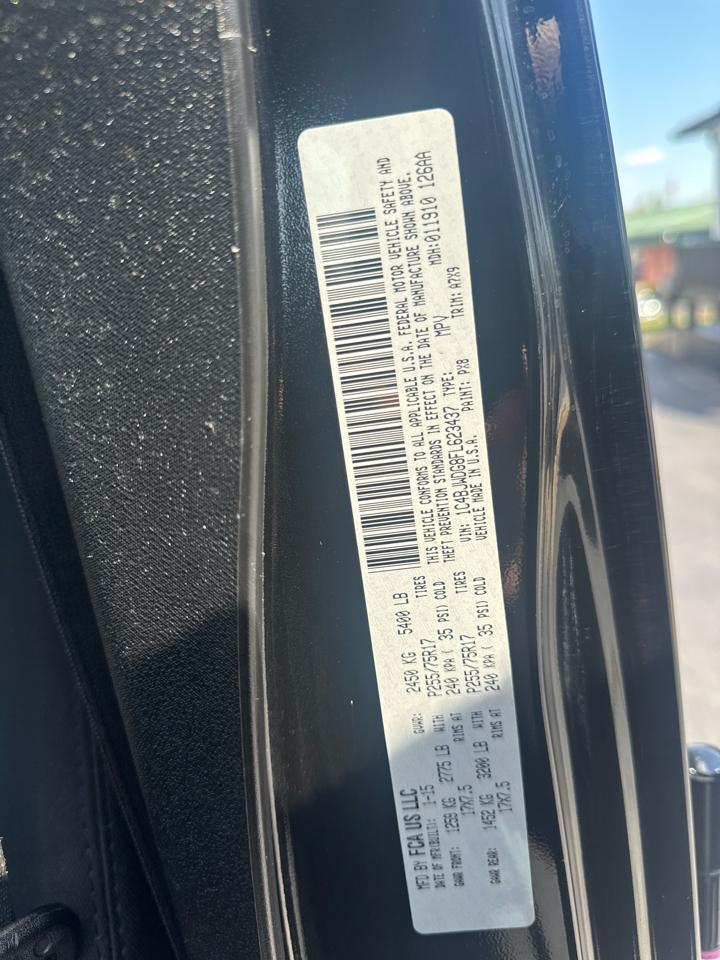 MFD BY FCA US LLC
DATE OF MFR(BUILT): 1-15 GVWR: 2450 KG 5400 LB
GAWR FRONT: 1259 KG 2775 LB WITH P255/75R17 TIRES
17X7.5 RIMS AT 240 KPA ( 35 PSI) COLD
GAWR REAR: 1452 KG 3200 LB WITH P255/75R17 TIRES
17X7.5 RIMS AT 240 KPA ( 35 PSI) COLD
THIS VEHICLE CONFORMS TO ALL APPLICABLE U.S.A. FEDERAL MOTOR VEHICLE SAFETY AND
THEFT PREVENTION STANDARDS IN EFFECT ON THE DATE OF MANUFACTURE SHOWN ABOVE.
VIN: 1C4BJWDG8FL623437 TYPE: MPV MDH:011910 126AA
VEHICLE MADE IN U.S.A. PAINT: PX8 TRIM: A7X9